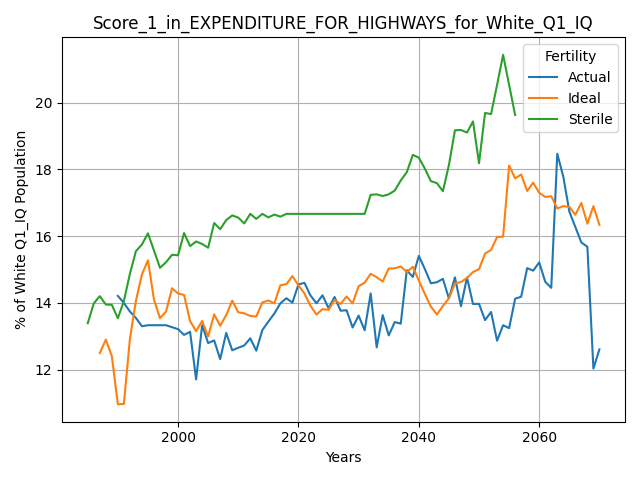 Score_1_in_EXPENDITURE_FOR_HIGHWAYS_for_White_Q1_IQ
Fertility
Actual
Ideal
Sterile
% of White Q1_IQ Population
20
18
16
14
12
2000
2020
2040
2060
Years